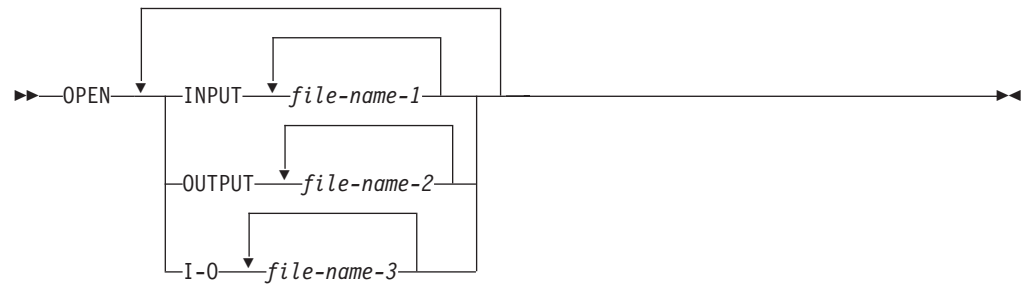 OPEN INPUT file-name-1
OUTPUT file-name-2
I-O file-name-3